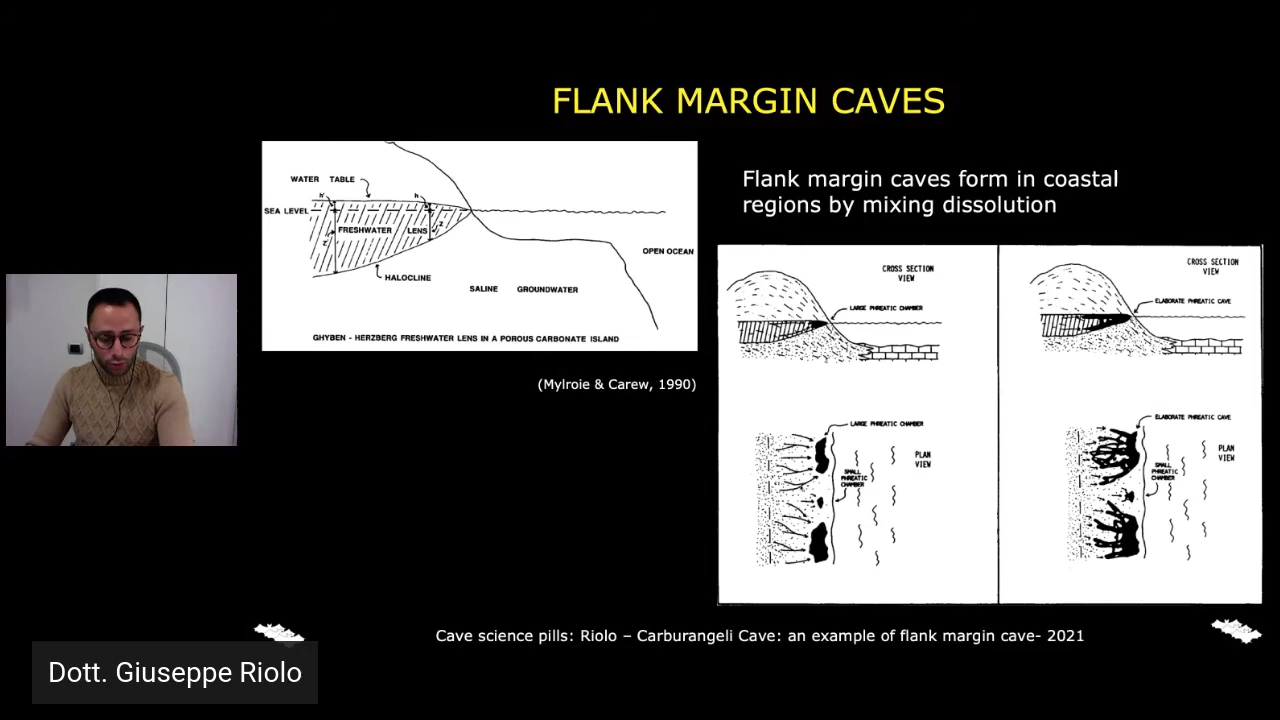 FLANK MARGIN CAVES
WATER TABLE
h'
h
SEA LEVEL
FRESHWATER LENS
z'
z
OPEN OCEAN
HALOCLINE
SALINE GROUNDWATER
GHYBEN - HERZBERG FRESHWATER LENS IN A POROUS CARBONATE ISLAND
(Mylroie & Carew, 1990)
Flank margin caves form in coastal
regions by mixing dissolution
CROSS SECTION
VIEW
LARGE PHREATIC CHAMBER
LARGE PHREATIC CHAMBER
PLAN
VIEW
SMALL
PHREATIC
CHAMBER
CROSS SECTION
VIEW
ELABORATE PHREATIC CAVE
ELABORATE PHREATIC CAVE
PLAN
VIEW
SMALL
PHREATIC
CHAMBER
Cave science pills: Riolo – Carburangeli Cave: an example of flank margin cave- 2021
Dott. Giuseppe Riolo